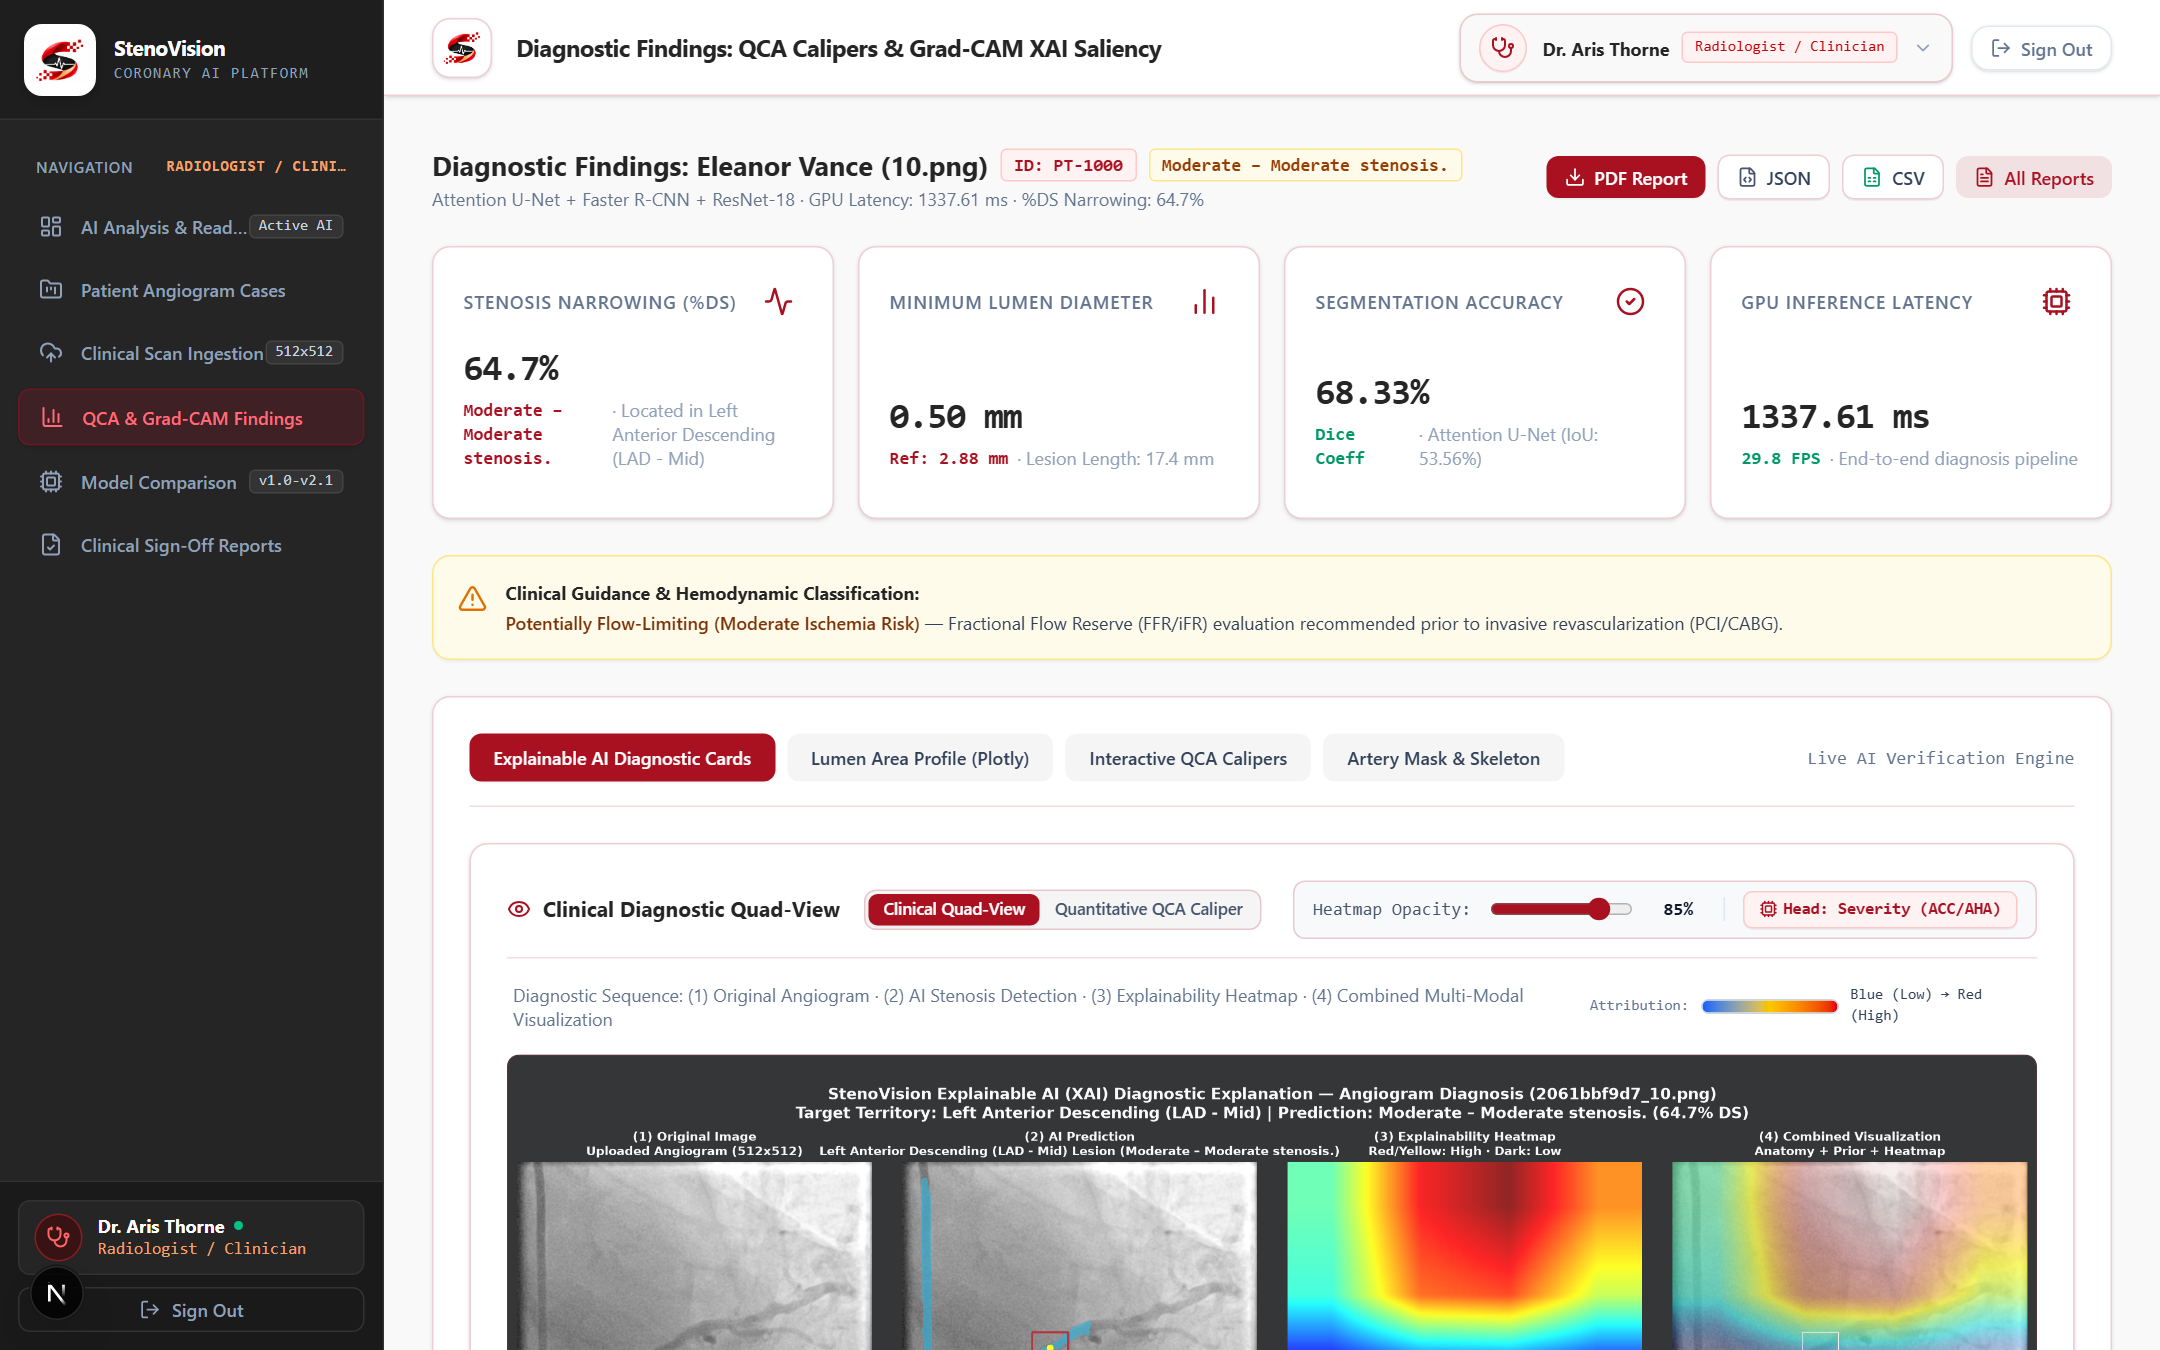 StenoVision
CORONARY AI PLATFORM
NAVIGATION RADIOLOGIST / CLINI…
AI Analysis & Read... Active AI
Patient Angiogram Cases
Clinical Scan Ingestion 512x512
QCA & Grad-CAM Findings
Model Comparison v1.0-v2.1
Clinical Sign-Off Reports
Dr. Aris Thorne
Radiologist / Clinician
N
Sign Out
Diagnostic Findings: QCA Calipers & Grad-CAM XAI Saliency
Dr. Aris Thorne Radiologist / Clinician
Sign Out
Diagnostic Findings: Eleanor Vance (10.png) ID: PT-1000 Moderate – Moderate stenosis.
Attention U-Net + Faster R-CNN + ResNet-18 · GPU Latency: 1337.61 ms · %DS Narrowing: 64.7%
PDF Report JSON CSV All Reports
STENOSIS NARROWING (%DS)
64.7%
Moderate –
Moderate
stenosis.
· Located in Left
Anterior Descending
(LAD - Mid)
MINIMUM LUMEN DIAMETER
0.50 mm
Ref: 2.88 mm · Lesion Length: 17.4 mm
SEGMENTATION ACCURACY
68.33%
Dice
Coeff
· Attention U-Net (IoU:
53.56%)
GPU INFERENCE LATENCY
1337.61 ms
29.8 FPS · End-to-end diagnosis pipeline
Clinical Guidance & Hemodynamic Classification:
Potentially Flow-Limiting (Moderate Ischemia Risk) — Fractional Flow Reserve (FFR/iFR) evaluation recommended prior to invasive revascularization (PCI/CABG).
Explainable AI Diagnostic Cards Lumen Area Profile (Plotly) Interactive QCA Calipers Artery Mask & Skeleton Live AI Verification Engine
Clinical Diagnostic Quad-View Clinical Quad-View Quantitative QCA Caliper Heatmap Opacity: 85% Head: Severity (ACC/AHA)
Diagnostic Sequence: (1) Original Angiogram · (2) AI Stenosis Detection · (3) Explainability Heatmap · (4) Combined Multi-Modal
Visualization
Attribution: Blue (Low) → Red
(High)
StenoVision Explainable AI (XAI) Diagnostic Explanation — Angiogram Diagnosis (2061bbf9d7_10.png)
Target Territory: Left Anterior Descending (LAD - Mid) | Prediction: Moderate – Moderate stenosis. (64.7% DS)
(1) Original Image
Uploaded Angiogram (512x512)
(2) AI Prediction
Left Anterior Descending (LAD - Mid) Lesion (Moderate – Moderate stenosis.)
(3) Explainability Heatmap
Red/Yellow: High · Dark: Low
(4) Combined Visualization
Anatomy + Prior + Heatmap